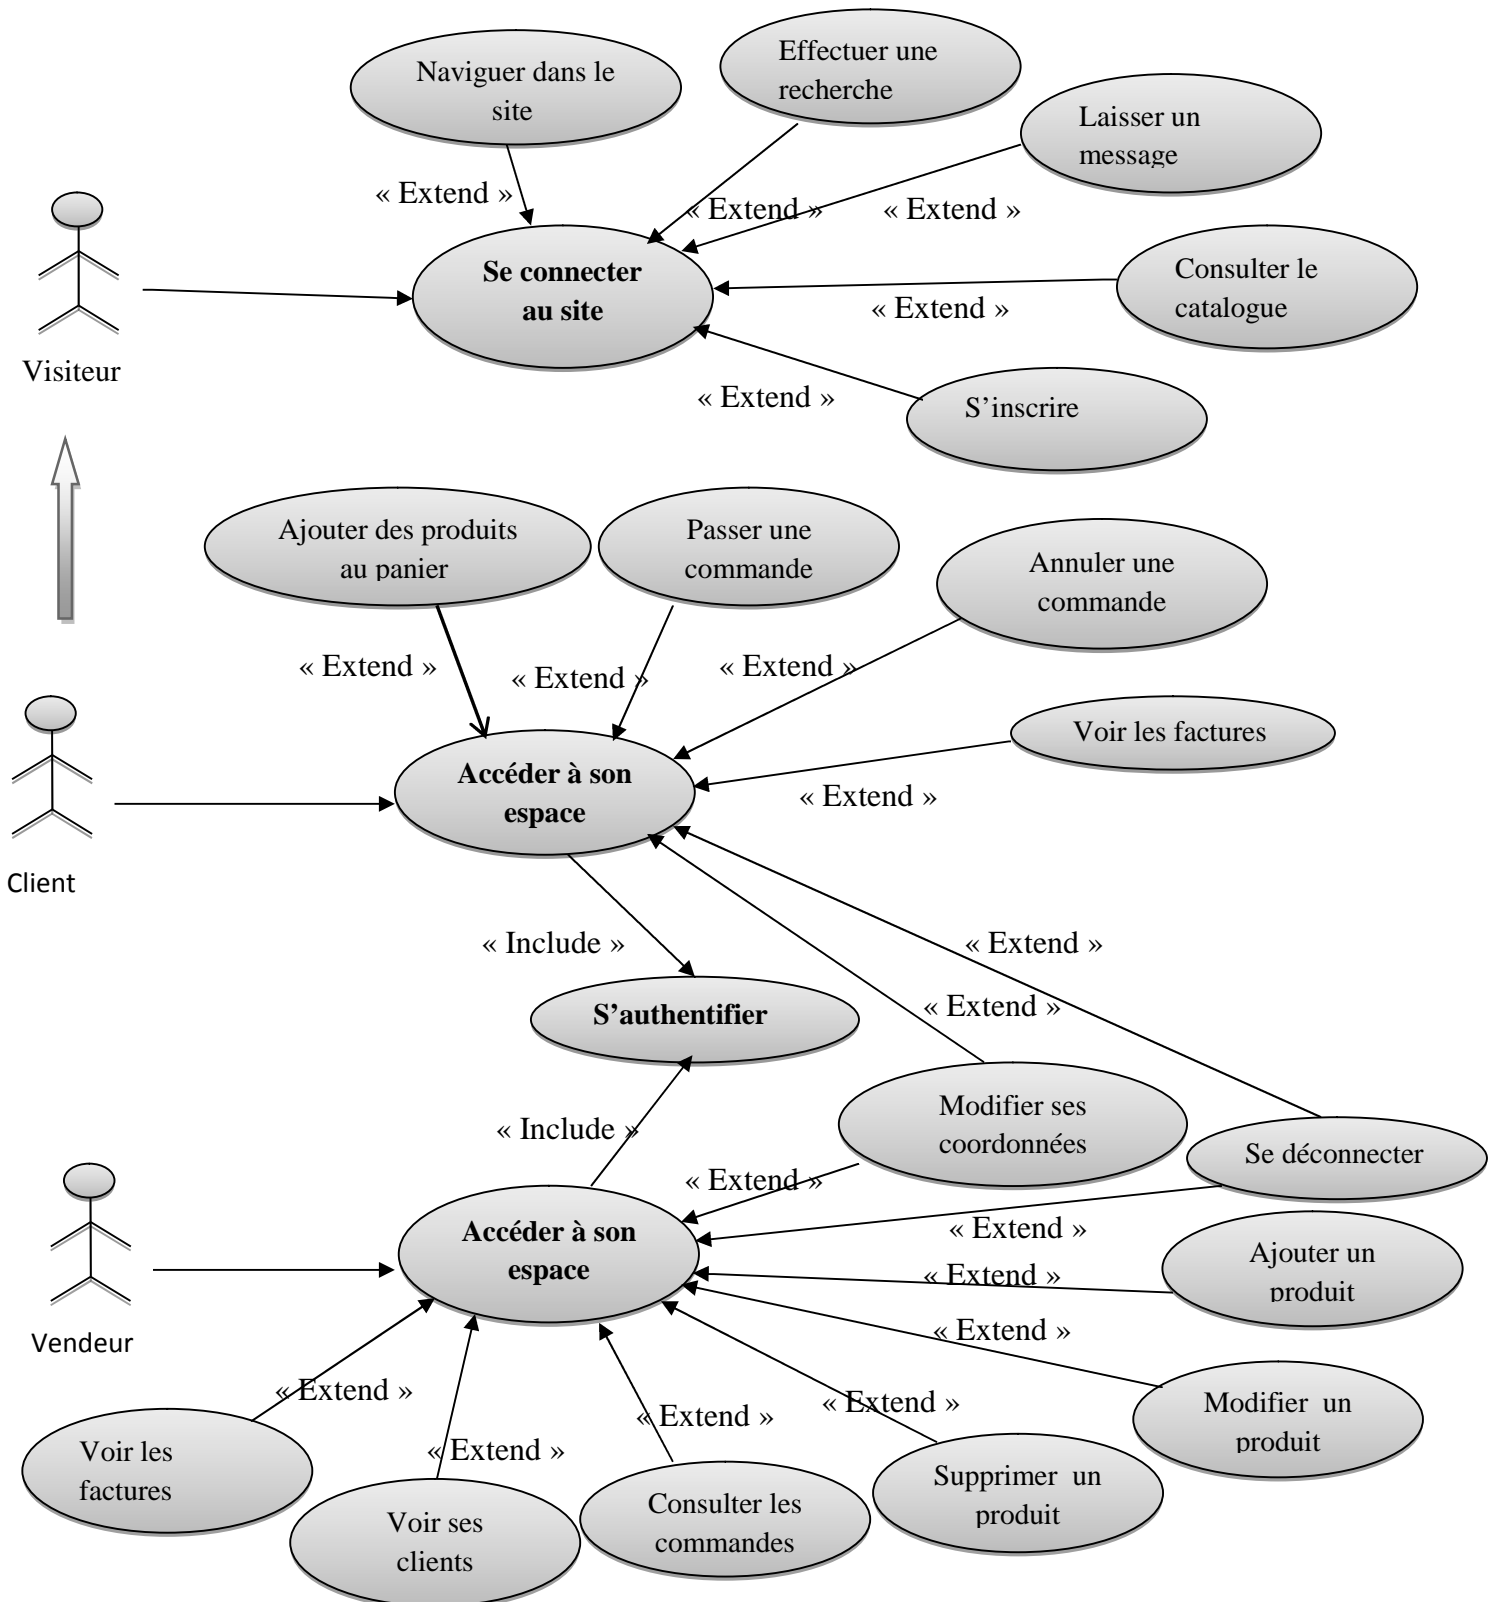 Naviguer dans le
site
Effectuer une
recherche
Laisser un
message
« Extend »
« Extend »
« Extend »
Se connecter
au site
Consulter le
catalogue
« Extend »
Visiteur
« Extend »
S’inscrire
Ajouter des produits
au panier
Passer une
commande
Annuler une
commande
« Extend »
« Extend »
« Extend »
Voir les factures
Accéder à son
espace
« Extend »
Client
« Include »
« Extend »
S’authentifier
« Extend »
Modifier ses
coordonnées
« Include »
Se déconnecter
« Extend »
Accéder à son
espace
« Extend »
Ajouter un
produit
« Extend »
Vendeur
« Extend »
« Extend »
« Extend »
« Extend »
« Extend »
Modifier  un
produit
Voir les
factures
Voir ses
clients
Consulter les
commandes
Supprimer  un
produit